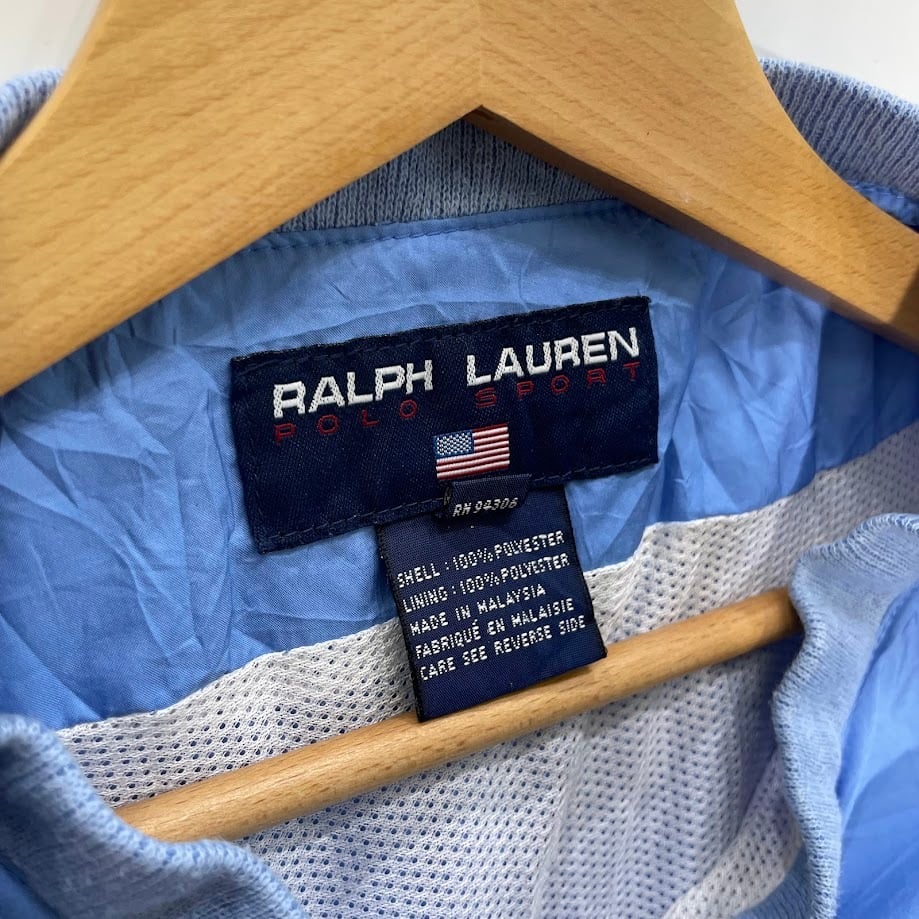 RALPH LAUREN
POLO SPORT
RN 94306
SHELL : 100% POLYESTER
LINING : 100% POLYESTER
MADE IN MALAYSIA
FABRIQUÉ EN MALAISIE
CARE SEE REVERSE SIDE